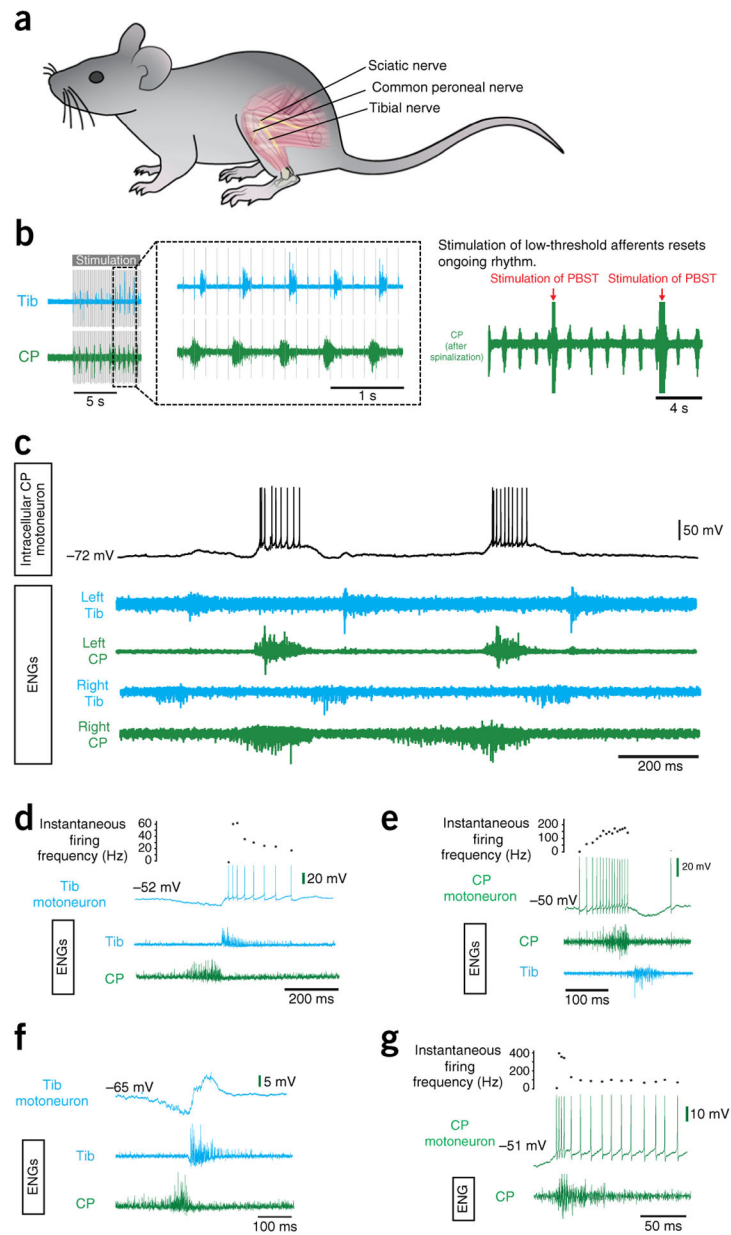 a
Sciatic nerve
Common peroneal nerve
Tibial nerve
b
Stimulation
Tib
CP
5 s
1 s
Stimulation of low-threshold afferents resets
ongoing rhythm.
Stimulation of PBST
Stimulation of PBST
CP
(after
spinalization)
4 s
c
Intracellular CP
motoneuron
–72 mV
50 mV
ENGs
Left
Tib
Left
CP
Right
Tib
Right
CP
200 ms
d
Instantaneous
firing
frequency (Hz)
60
40
20
0
Tib
motoneuron
–52 mV
20 mV
ENGs
Tib
CP
200 ms
e
Instantaneous
firing
frequency (Hz)
200
100
0
CP
motoneuron
–50 mV
20 mV
ENGs
CP
Tib
100 ms
f
Tib
motoneuron
–65 mV
5 mV
ENGs
Tib
CP
100 ms
g
Instantaneous
firing
frequency (Hz)
400
200
0
CP
motoneuron
–51 mV
10 mV
ENG
CP
50 ms